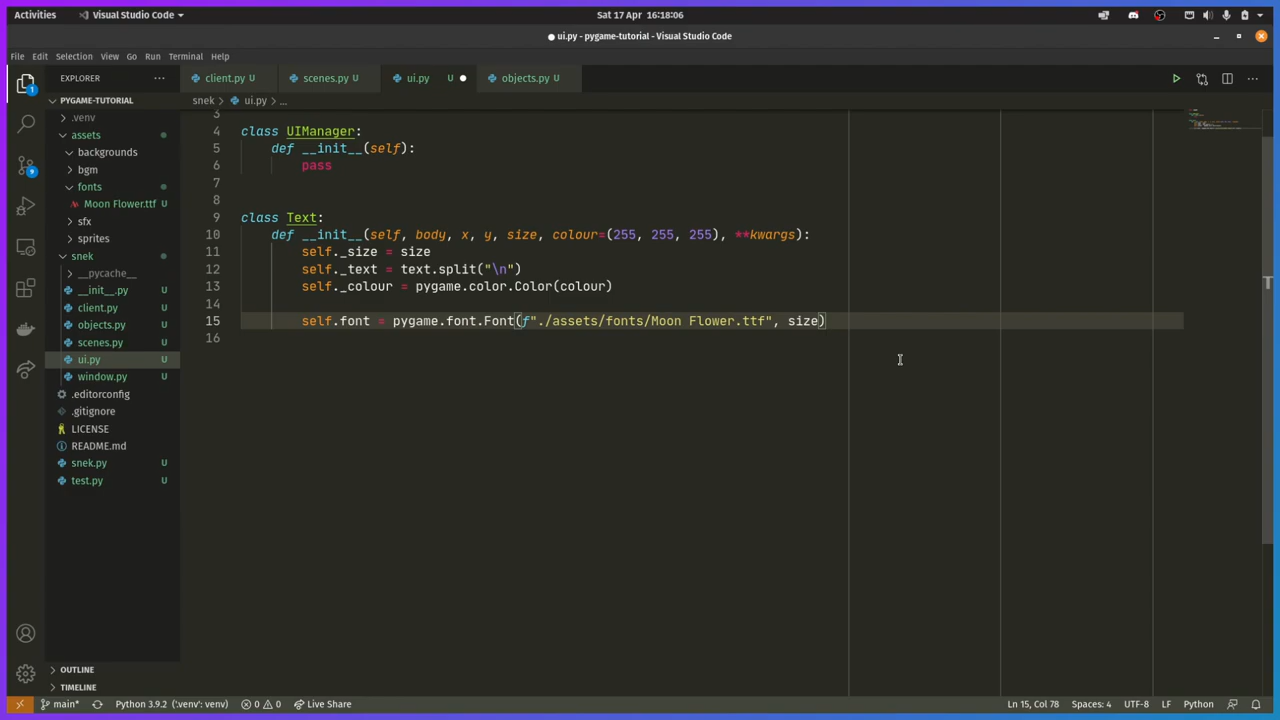 Activities
Visual Studio Code
Sat 17 Apr 16:18:06
ui.py - pygame-tutorial - Visual Studio Code
File Edit Selection View Go Run Terminal Help
EXPLORER
client.py U
scenes.py U
ui.py U
objects.py U
PYGAME-TUTORIAL
snek > ui.py > ...
.venv
assets
backgrounds
bgm
fonts
Moon Flower.ttf U
sfx
sprites
snek
__pycache__
__init__.py U
client.py U
objects.py U
scenes.py U
ui.py U
window.py U
.editorconfig
.gitignore
LICENSE
README.md
snek.py U
test.py U
OUTLINE
TIMELINE
3
4 class UIManager:
5 def __init__(self):
6 pass
7
8
9 class Text:
10 def __init__(self, body, x, y, size, colour=(255, 255, 255), **kwargs):
11 self._size = size
12 self._text = text.split("\n")
13 self._colour = pygame.color.Color(colour)
14
15 self.font = pygame.font.Font(f"./assets/fonts/Moon Flower.ttf", size)
16
1
9
main*
Python 3.9.2 ('.venv': venv)
0 0
Live Share
Ln 15, Col 78
Spaces: 4
UTF-8
LF
Python